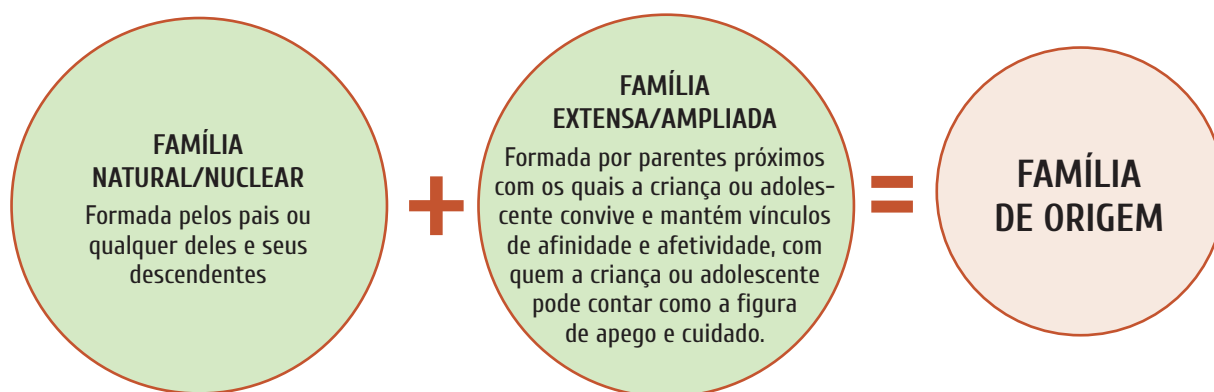 FAMÍLIA
NATURAL/NUCLEAR
Formada pelos pais ou
qualquer deles e seus
descendentes
+
FAMÍLIA
EXTENSA/AMPLIADA
Formada por parentes próximos
com os quais a criança ou adoles-
cente convive e mantém vínculos
de afinidade e afetividade, com
quem a criança ou adolescente
pode contar como a figura
de apego e cuidado.
=
FAMÍLIA
DE ORIGEM